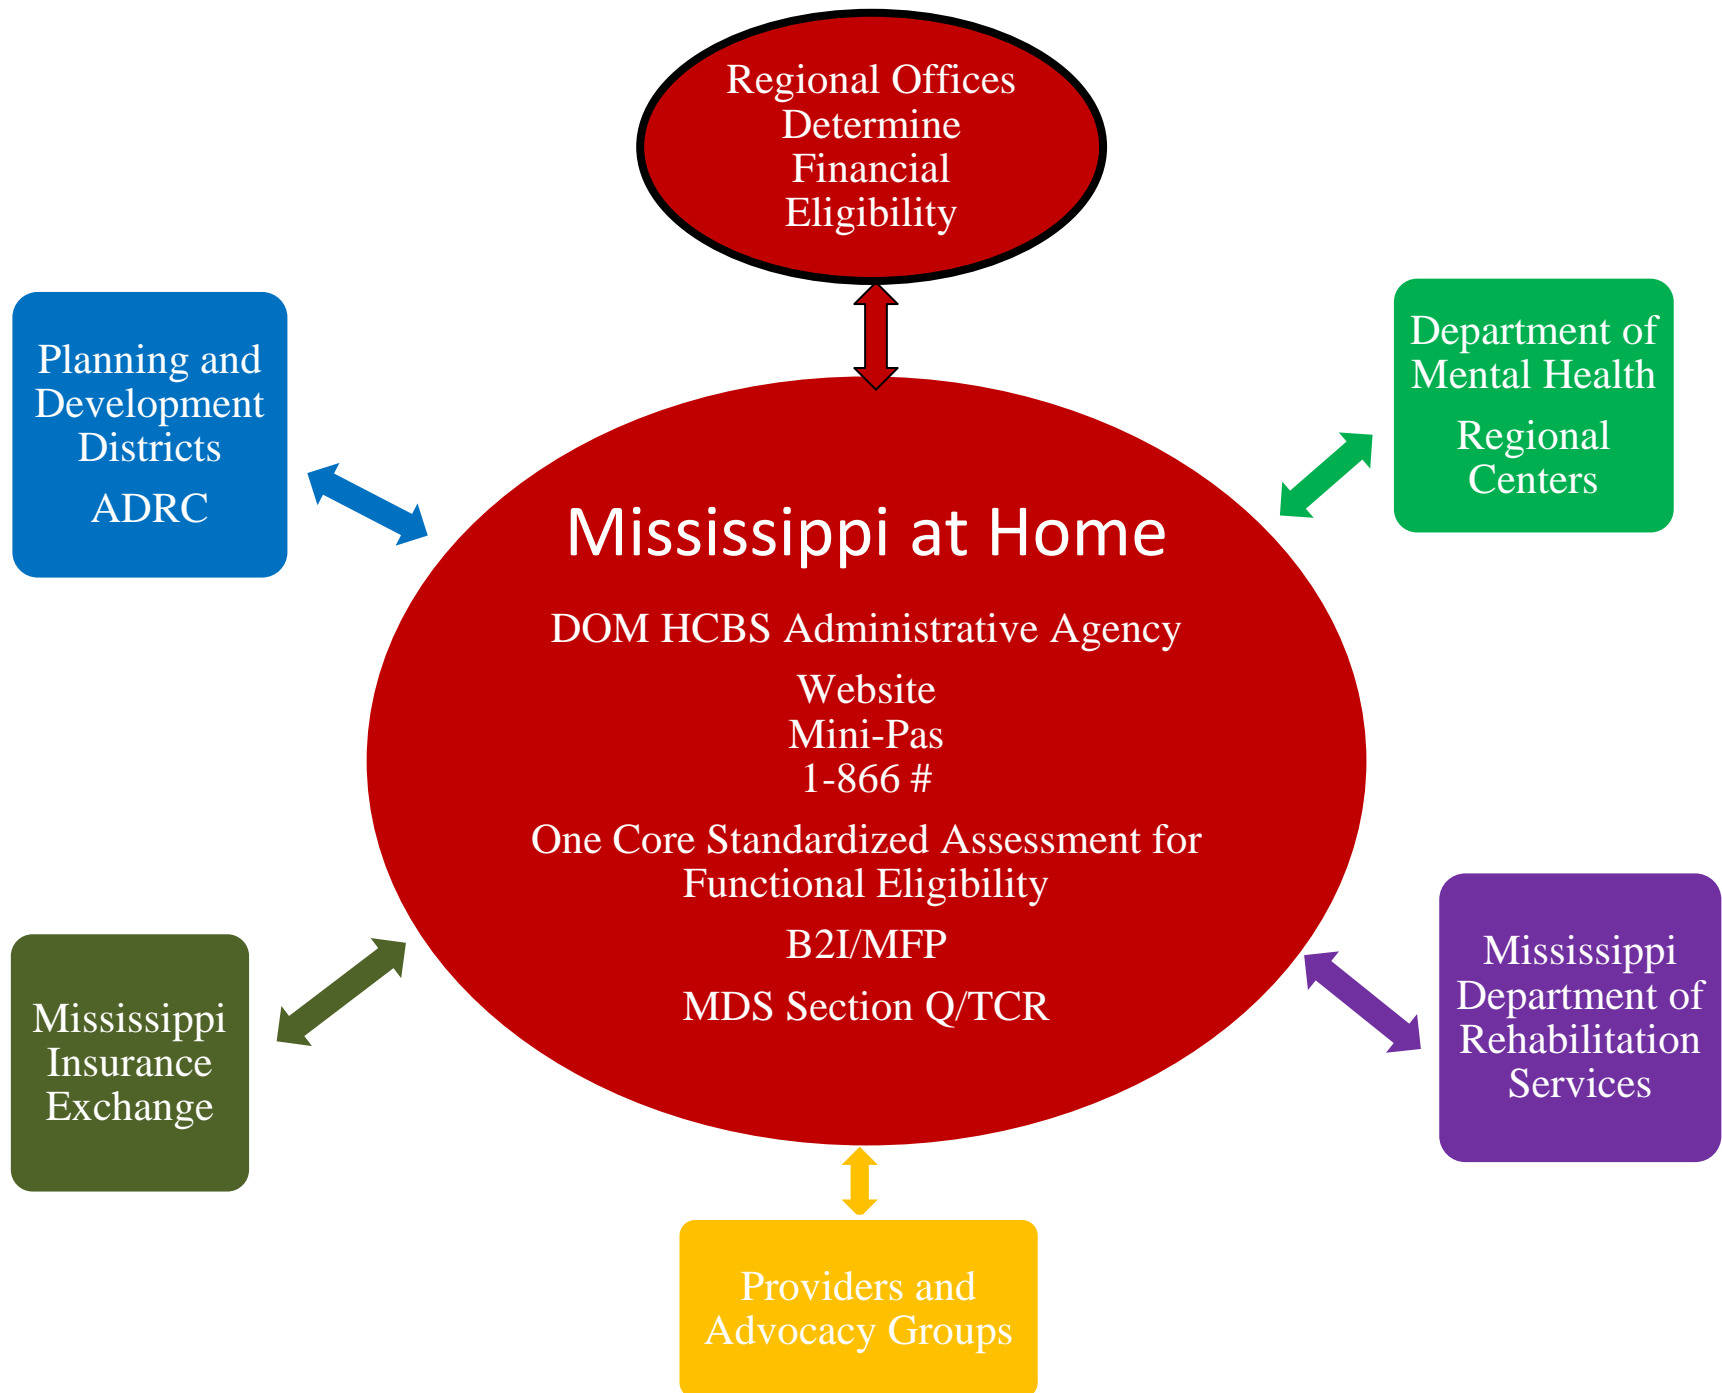 Regional Offices
Determine
Financial
Eligibility
Planning and
Development
Districts
ADRC
Department of
Mental Health
Regional
Centers
Mississippi at Home
DOM HCBS Administrative Agency
Website
Mini-Pas
1-866 #
One Core Standardized Assessment for
Functional Eligibility
B2I/MFP
MDS Section Q/TCR
Mississippi
Insurance
Exchange
Mississippi
Department of
Rehabilitation
Services
Providers and
Advocacy Groups